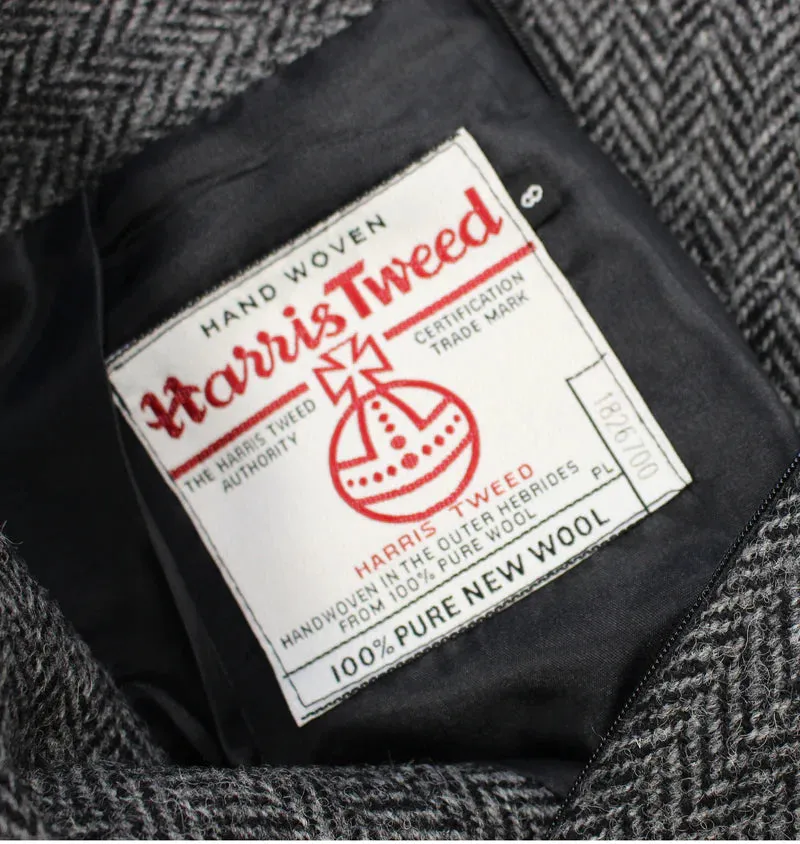 8
HAND WOVEN
Harris Tweed
CERTIFICATION
TRADE MARK
THE HARRIS TWEED
AUTHORITY
1826700
HARRIS TWEED
HANDWOVEN IN THE OUTER HEBRIDES
FROM 100% PURE WOOL
PL
100% PURE NEW WOOL